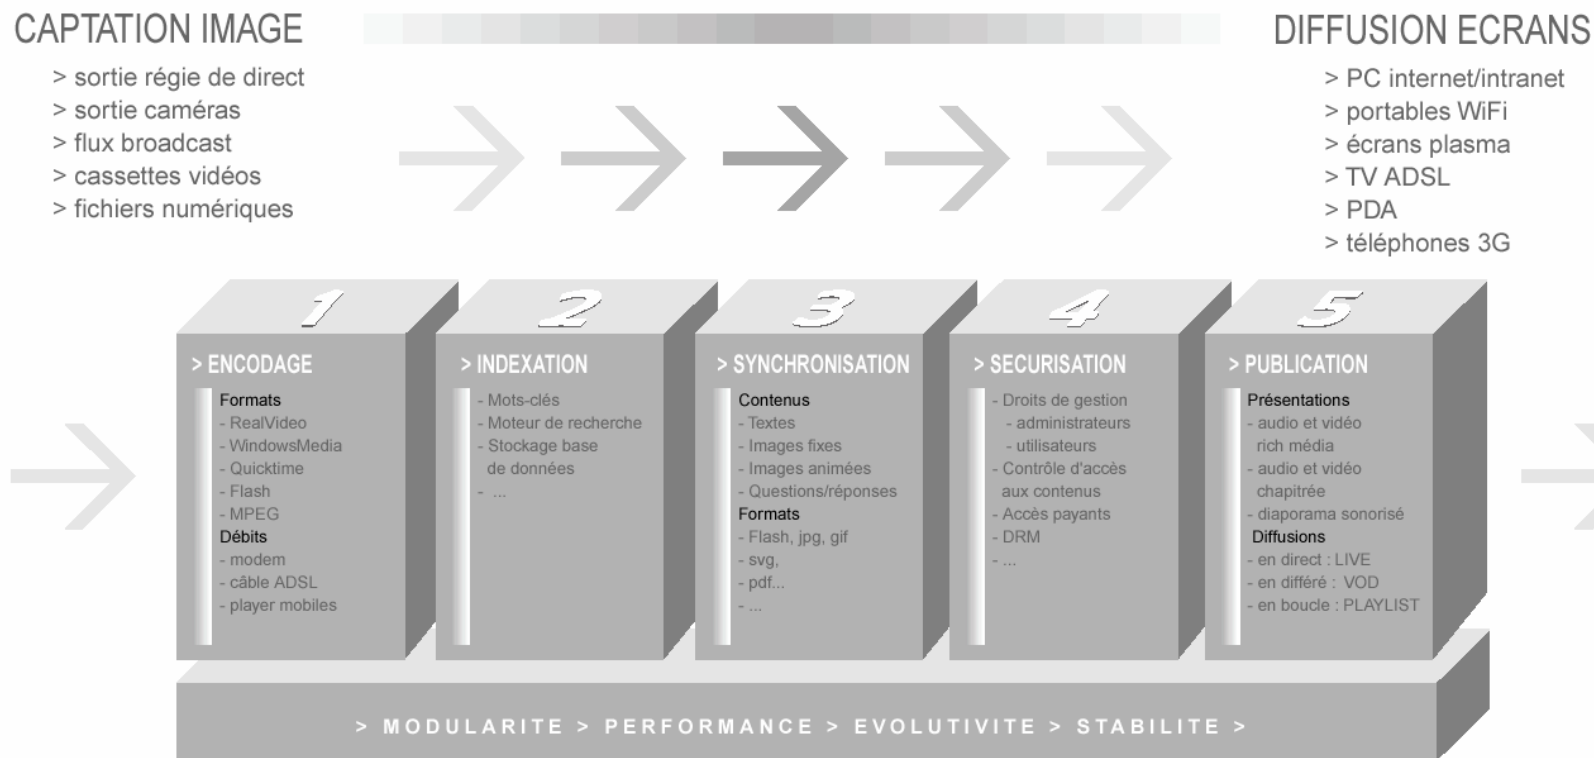 CAPTATION IMAGE
> sortie régie de direct
> sortie caméras
> flux broadcast
> cassettes vidéos
> fichiers numériques
DIFFUSION ECRANS
> PC internet/intranet
> portables WiFi
> écrans plasma
> TV ADSL
> PDA
> téléphones 3G
1
> ENCODAGE
Formats
- RealVideo
- WindowsMedia
- Quicktime
- Flash
- MPEG
Débits
- modem
- câble ADSL
- player mobiles
2
> INDEXATION
- Mots-clés
- Moteur de recherche
- Stockage base
de données
- ...
3
> SYNCHRONISATION
Contenus
- Textes
- Images fixes
- Images animées
- Questions/réponses
Formats
- Flash, jpg, gif
- svg,
- pdf...
- ...
4
> SECURISATION
- Droits de gestion
- administrateurs
- utilisateurs
- Contrôle d'accès
aux contenus
- Accès payants
- DRM
- ...
5
> PUBLICATION
Présentations
- audio et vidéo
rich média
- audio et vidéo
chapitrée
- diaporama sonorisé
Diffusions
- en direct : LIVE
- en différé : VOD
- en boucle : PLAYLIST
> MODULARITE > PERFORMANCE > EVOLUTIVITE > STABILITE >